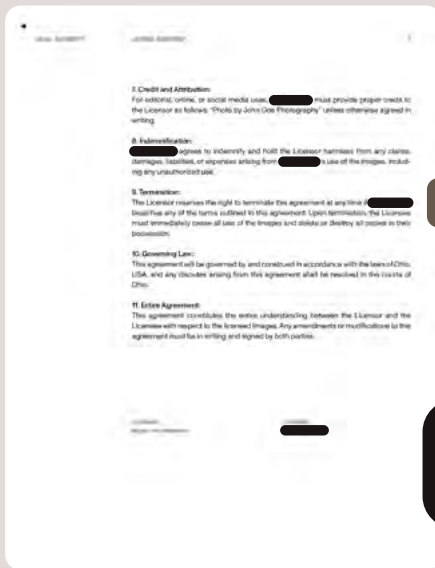 7. Credit and Attribution:
For editorial, online, or social media uses, must provide proper credit to
the Licensor as follows: "Photo by John Doe Photography" unless otherwise agreed in
writing.
8. Indemnification:
agrees to indemnify and hold the Licensor harmless from any claims,
damages, liabilities, or expenses arising from s use of the images, includ-
ing any unauthorized use.
9. Termination:
The Licensor reserves the right to terminate this agreement at any time if
breaches any of the terms outlined in this agreement. Upon termination, the Licensee
must immediately cease all use of the images and delete or destroy all copies in their
possession.
10. Governing Law:
This agreement will be governed by and construed in accordance with the laws of Ohio,
USA, and any disputes arising from this agreement shall be resolved in the courts of
Ohio.
11. Entire Agreement:
This agreement constitutes the entire understanding between the Licensor and the
Licensee with respect to the licensed images. Any amendments or modifications to this
agreement must be in writing and signed by both parties.